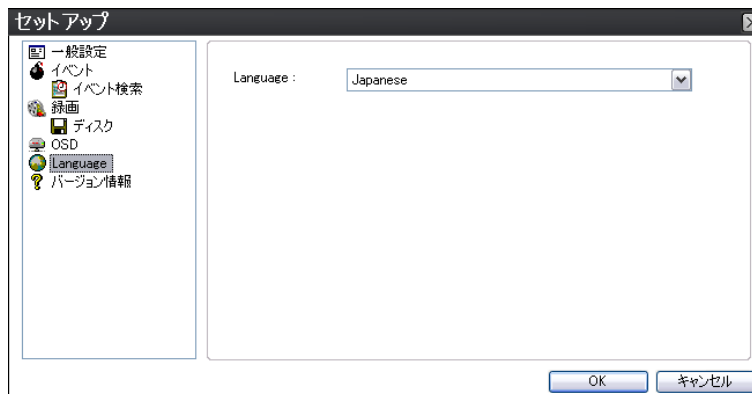 セットアップ
一般設定
イベント
イベント検索
録画
ディスク
OSD
Language
バージョン情報
Language :
Japanese
OK
キャンセル